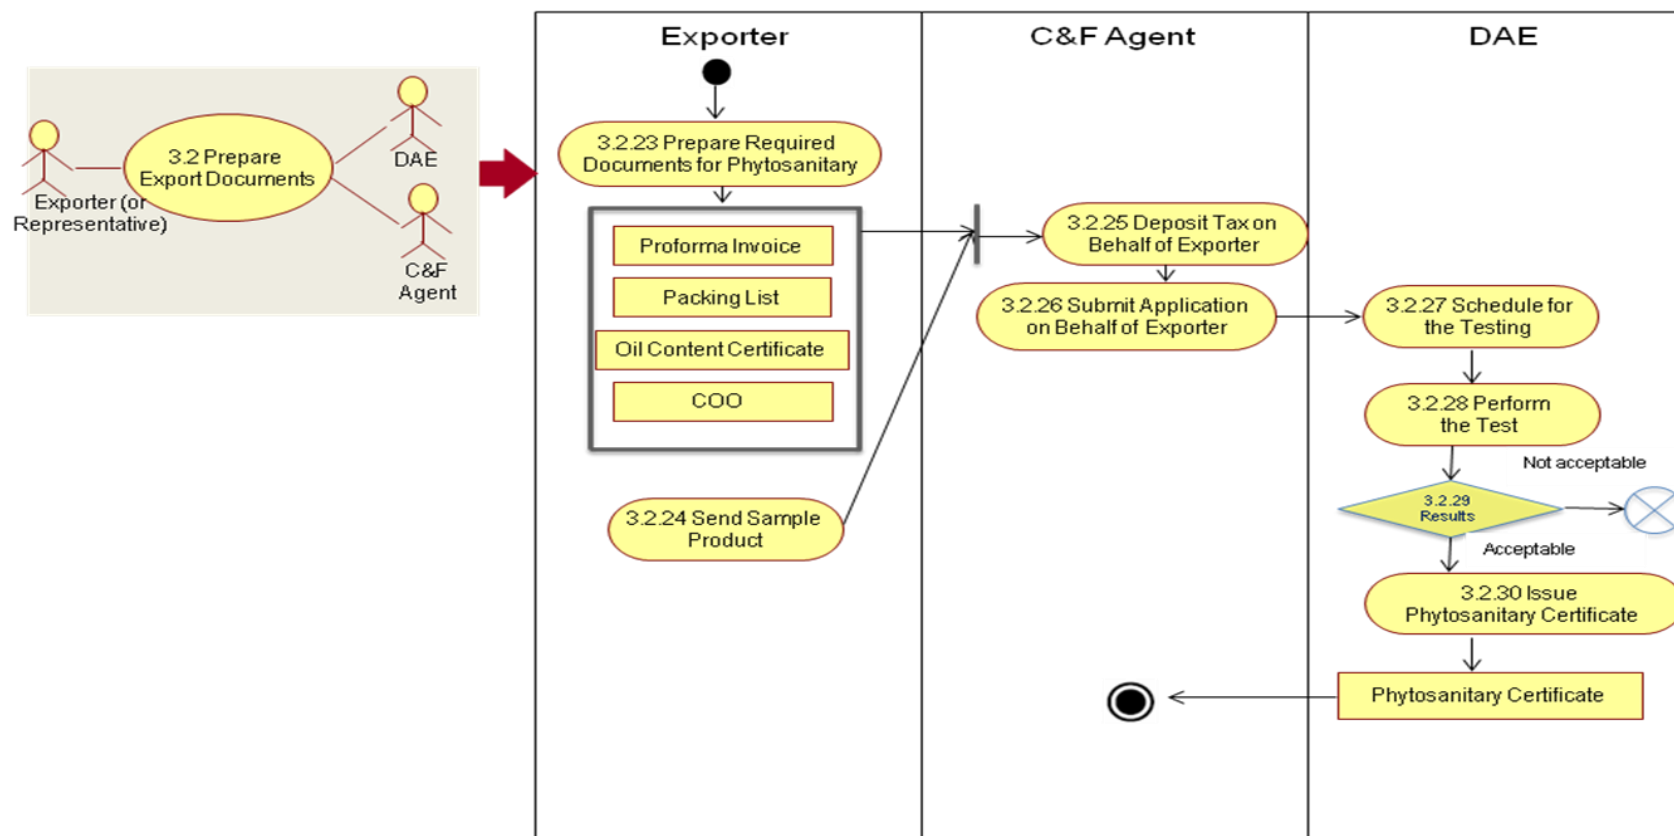 3.2 Prepare
Export Documents
DAE
Exporter (or
Representative)
C&F
Agent
Exporter
C&F Agent
DAE
3.2.23 Prepare Required
Documents for Phytosanitary
Proforma Invoice
Packing List
Oil Content Certificate
COO
3.2.24 Send Sample
Product
3.2.25 Deposit Tax on
Behalf of Exporter
3.2.26 Submit Application
on Behalf of Exporter
3.2.27 Schedule for
the Testing
3.2.28 Perform
the Test
Not acceptable
3.2.29
Results
Acceptable
3.2.30 Issue
Phytosanitary Certificate
Phytosanitary Certificate